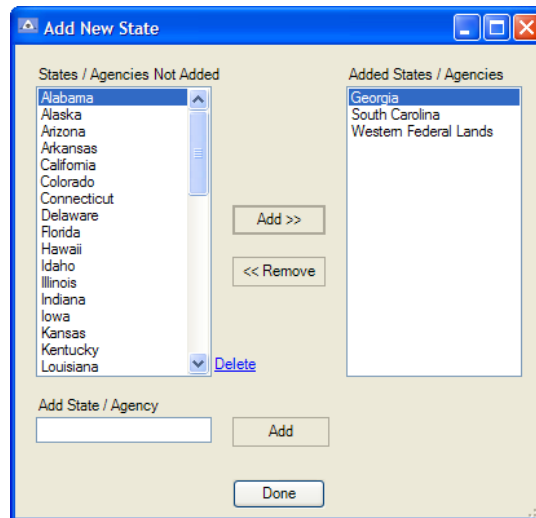 Add New State
States / Agencies Not Added
Added States / Agencies
Alabama
Alaska
Arizona
Arkansas
California
Colorado
Connecticut
Delaware
Florida
Hawaii
Idaho
Illinois
Indiana
Iowa
Kansas
Kentucky
Louisiana
Georgia
South Carolina
Western Federal Lands
Add >>
<< Remove
Delete
Add State / Agency
Add
Done